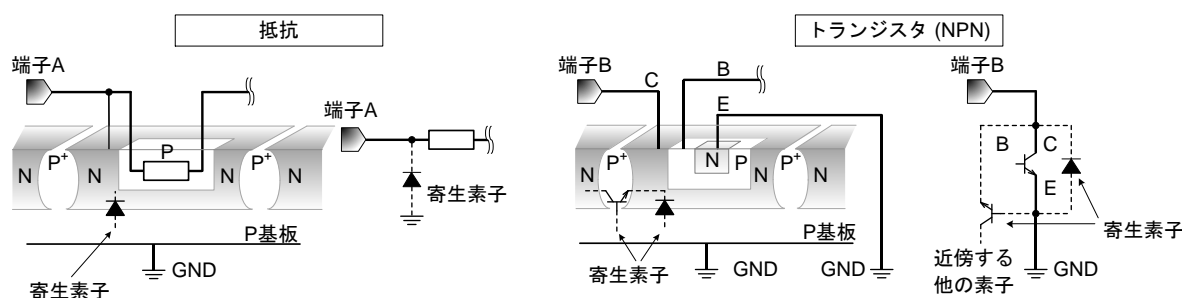 抵抗
トランジスタ (NPN)
端子A
端子A
P
N
P+
N
N
P+
N
寄生素子
P基板
GND
寄生素子
端子B
C
B
E
N
P+
N
N
P
N
P+
N
P基板
寄生素子
GND
GND
端子B
B
C
E
寄生素子
近傍する
他の素子